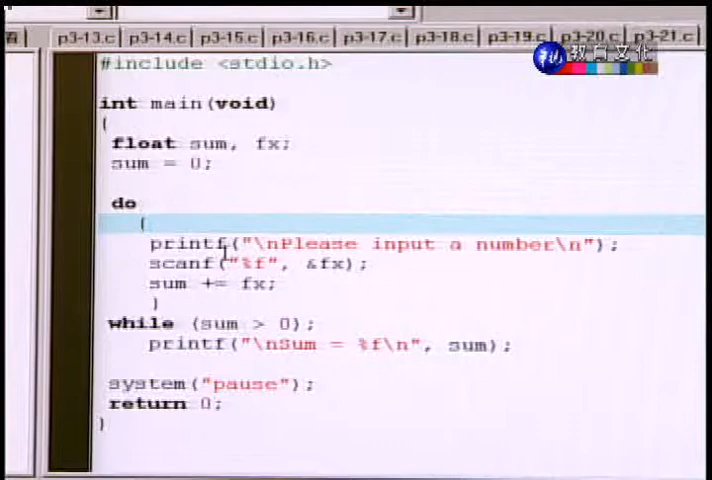 p3-13.c p3-14.c p3-15.c p3-16.c p3-17.c p3-18.c p3-19.c p3-20.c p3-21.c
教育文化
#include <stdio.h>
int main(void)
{
float sum, fx;
sum = 0;
do
{
printf("\nPlease input a number\n");
scanf("%f", &fx);
sum += fx;
}
while (sum > 0);
printf("\nSum = %f\n", sum);
system("pause");
return 0;
}